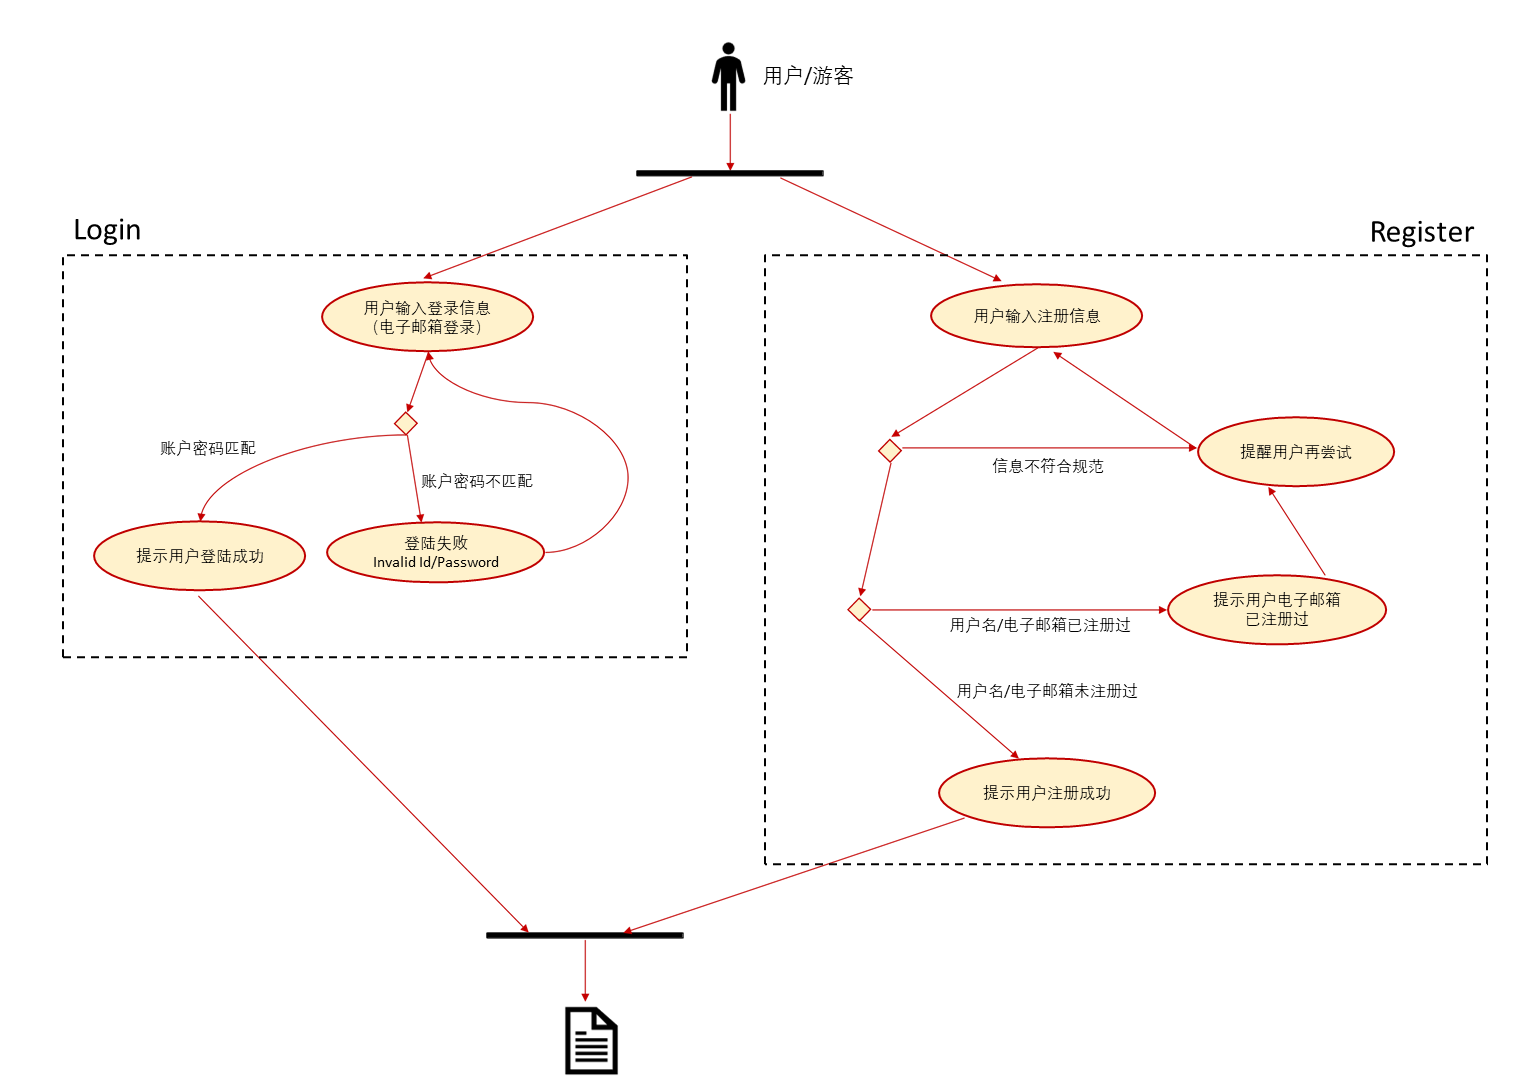 用户/游客
Login
Register
用户输入登录信息
（电子邮箱登录）
用户输入注册信息
账户密码匹配
账户密码不匹配
信息不符合规范
提醒用户再尝试
提示用户登陆成功
登陆失败
Invalid Id/Password
提示用户电子邮箱
已注册过
用户名/电子邮箱已注册过
用户名/电子邮箱未注册过
提示用户注册成功